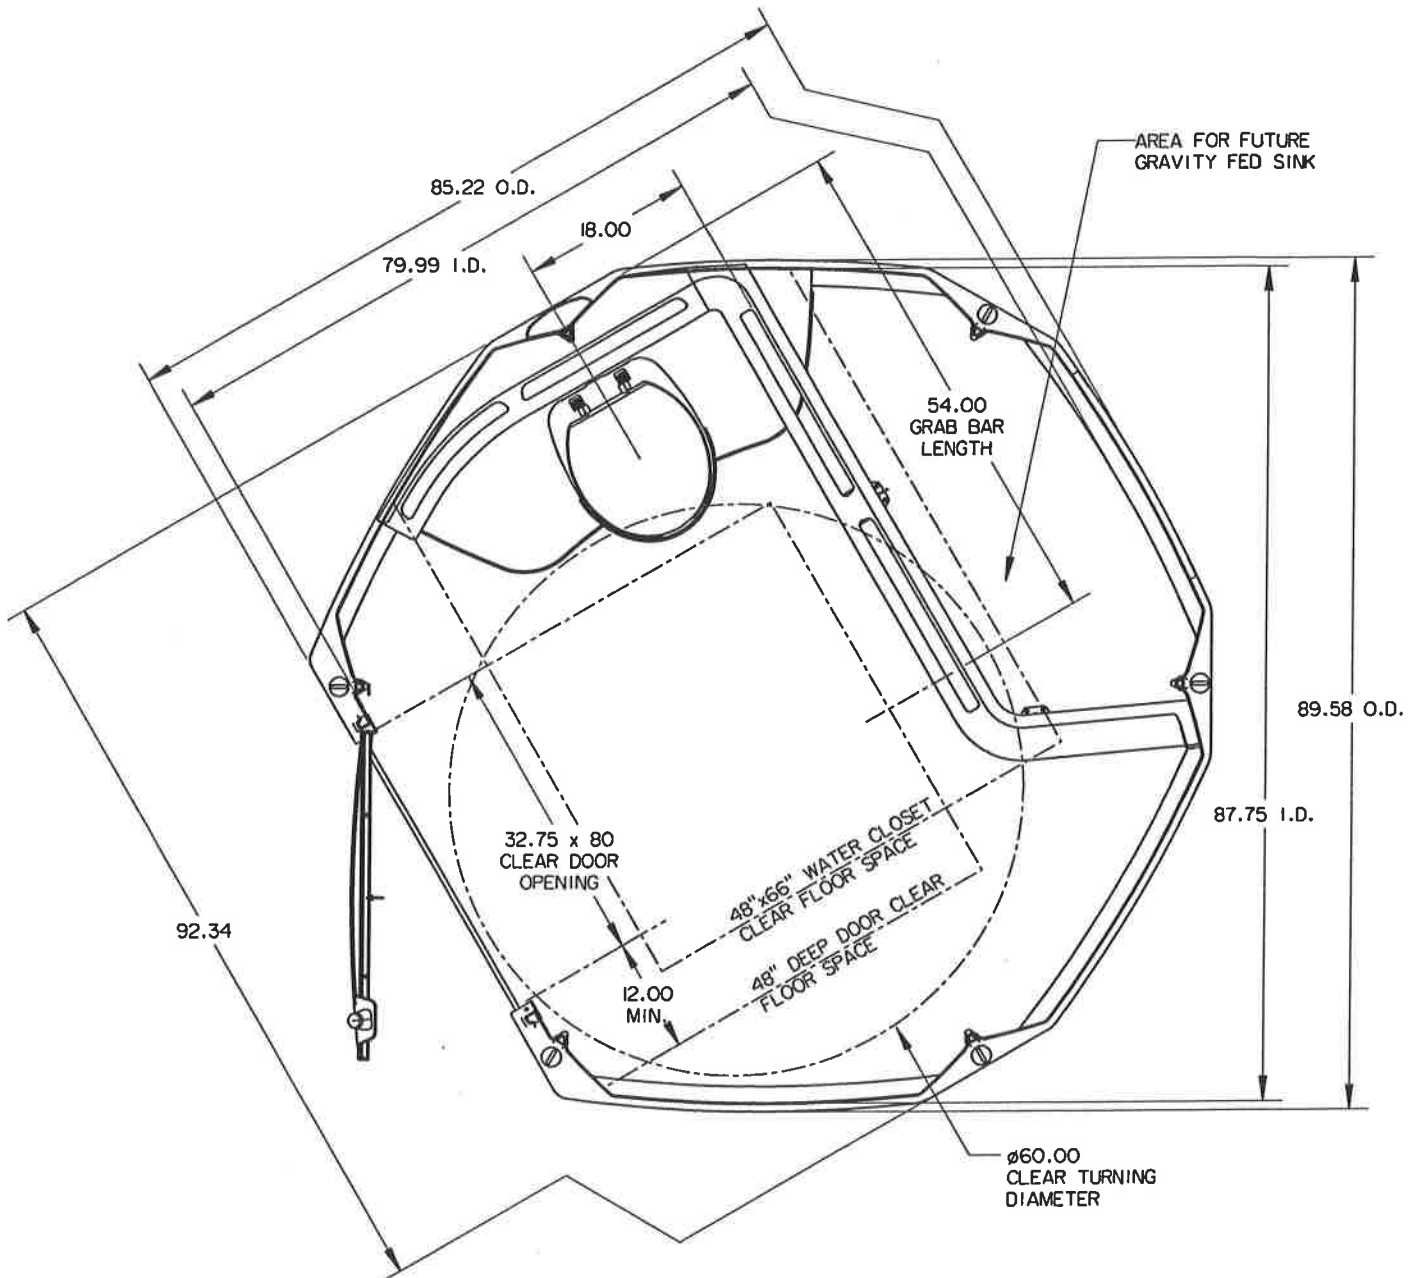 AREA FOR FUTURE
GRAVITY FED SINK
85.22 O.D.
18.00
79.99 I.D.
54.00
GRAB BAR
LENGTH
89.58 O.D.
87.75 I.D.
32.75 x 80
CLEAR DOOR
OPENING
48"x66" WATER CLOSET
CLEAR FLOOR SPACE
48" DEEP DOOR CLEAR
FLOOR SPACE
92.34
12.00
MIN.
ø60.00
CLEAR TURNING
DIAMETER